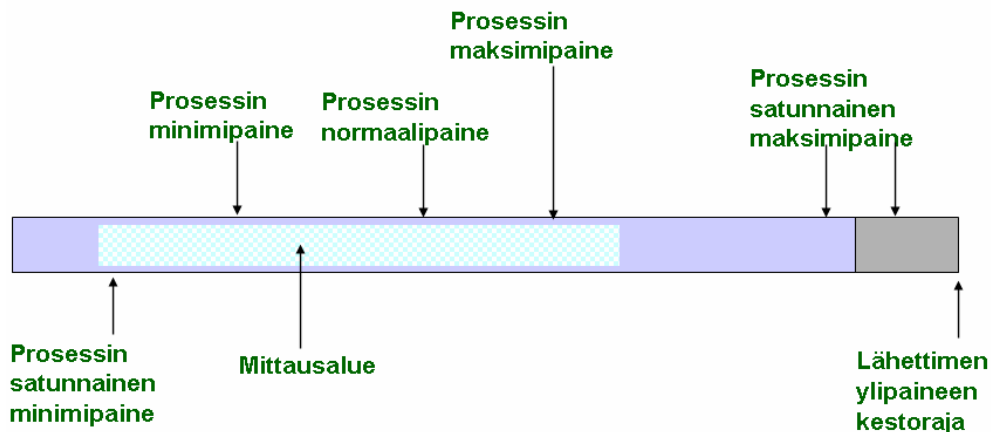 Prosessin
maksimipaine
Prosessin
minimipaine
Prosessin
normaalipaine
Prosessin
satunnainen
maksimipaine
Prosessin
satunnainen
minimipaine
Mittausalue
Lähettimen
ylipaineen
kestoraja